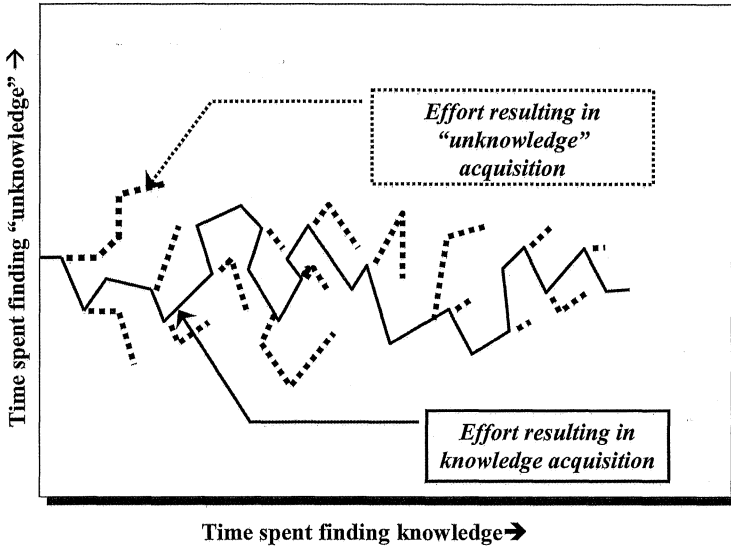 Time spent finding “unknowledge” →
Effort resulting in
“unknowledge”
acquisition
Effort resulting in
knowledge acquisition
Time spent finding knowledge→